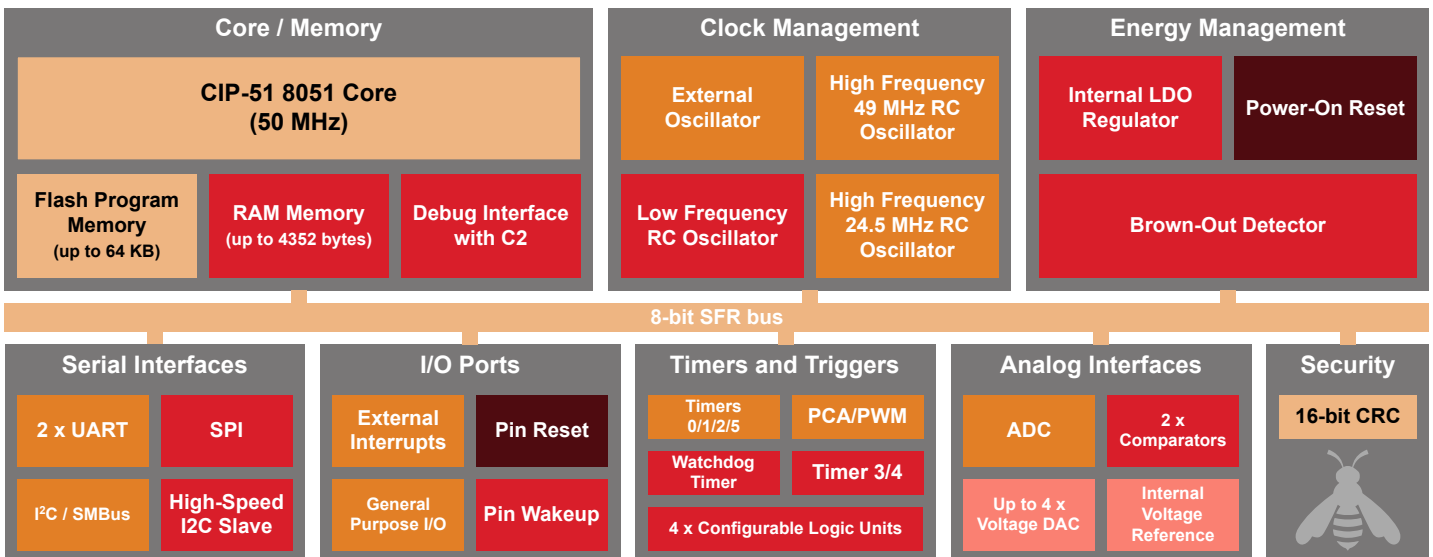 Core / Memory
CIP-51 8051 Core
(50 MHz)
Flash Program
Memory
(up to 64 KB)
RAM Memory
(up to 4352 bytes)
Debug Interface
with C2
Clock Management
External
Oscillator
High Frequency
49 MHz RC
Oscillator
Low Frequency
RC Oscillator
High Frequency
24.5 MHz RC
Oscillator
Energy Management
Internal LDO
Regulator
Power-On Reset
Brown-Out Detector
8-bit SFR bus
Serial Interfaces
2 x UART
SPI
I²C / SMBus
High-Speed
I2C Slave
I/O Ports
External
Interrupts
Pin Reset
General
Purpose I/O
Pin Wakeup
Timers and Triggers
Timers
0/1/2/5
PCA/PWM
Watchdog
Timer
Timer 3/4
4 x Configurable Logic Units
Analog Interfaces
ADC
2 x
Comparators
Up to 4 x
Voltage DAC
Internal
Voltage
Reference
Security
16-bit CRC